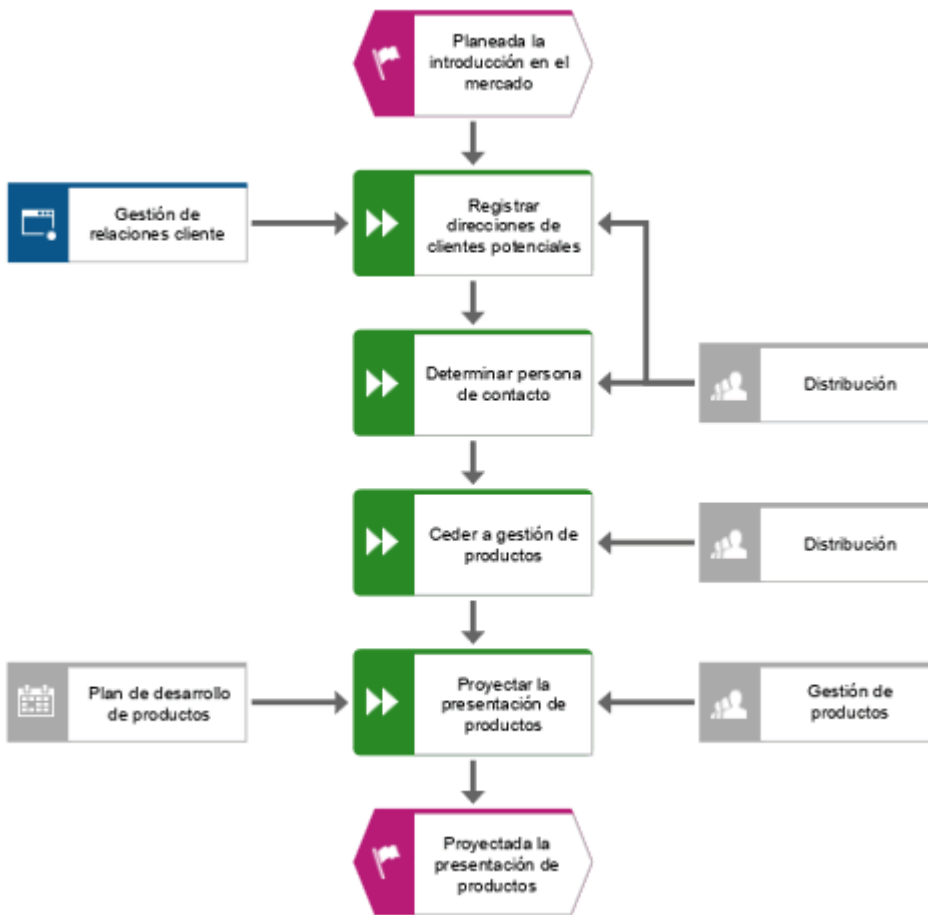 Planeada la
introducción en el
mercado
Gestión de
relaciones cliente
Registrar
direcciones de
clientes potenciales
Determinar persona
de contacto
Distribución
Ceder a gestión de
productos
Distribución
Plan de desarrollo
de productos
Proyectar la
presentación de
productos
Gestión de
productos
Proyectada la
presentación de
productos